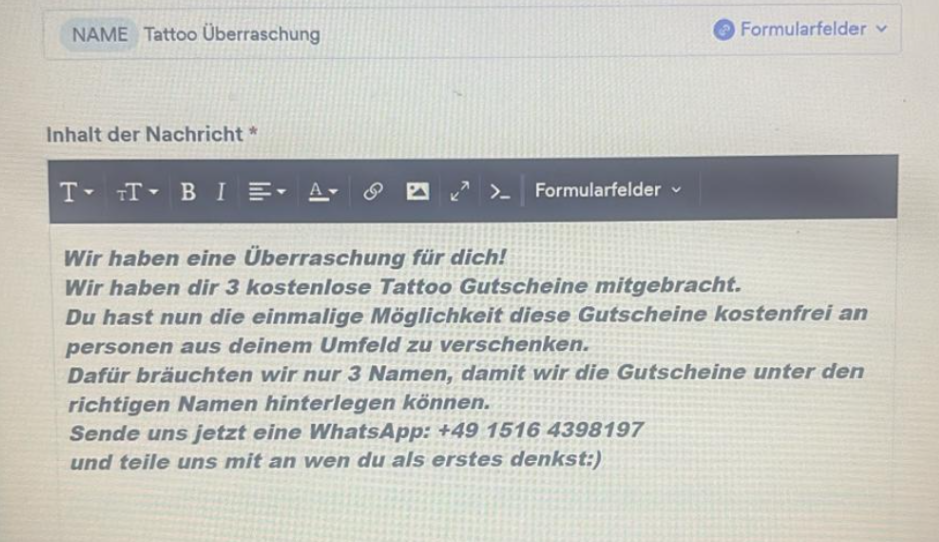 NAME Tattoo Überraschung Formularfelder
Inhalt der Nachricht *
T TT B I A >_ Formularfelder
Wir haben eine Überraschung für dich!
Wir haben dir 3 kostenlose Tattoo Gutscheine mitgebracht.
Du hast nun die einmalige Möglichkeit diese Gutscheine kostenfrei an
personen aus deinem Umfeld zu verschenken.
Dafür bräuchten wir nur 3 Namen, damit wir die Gutscheine unter den
richtigen Namen hinterlegen können.
Sende uns jetzt eine WhatsApp: +49 1516 4398197
und teile uns mit an wen du als erstes denkst:)